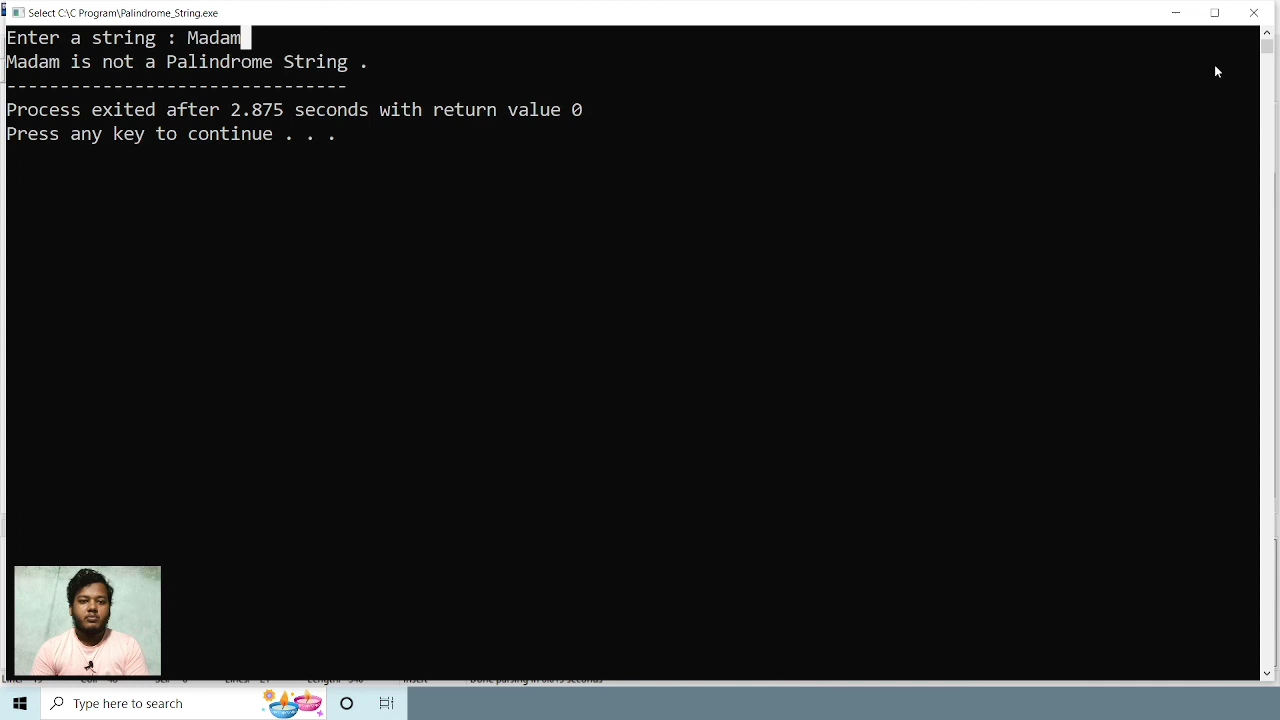 Select C:\C Program\Palindrome_String.exe
Enter a string : Madam
Madam is not a Palindrome String .
--------------------------------
Process exited after 2.875 seconds with return value 0
Press any key to continue . . .
Type here to search